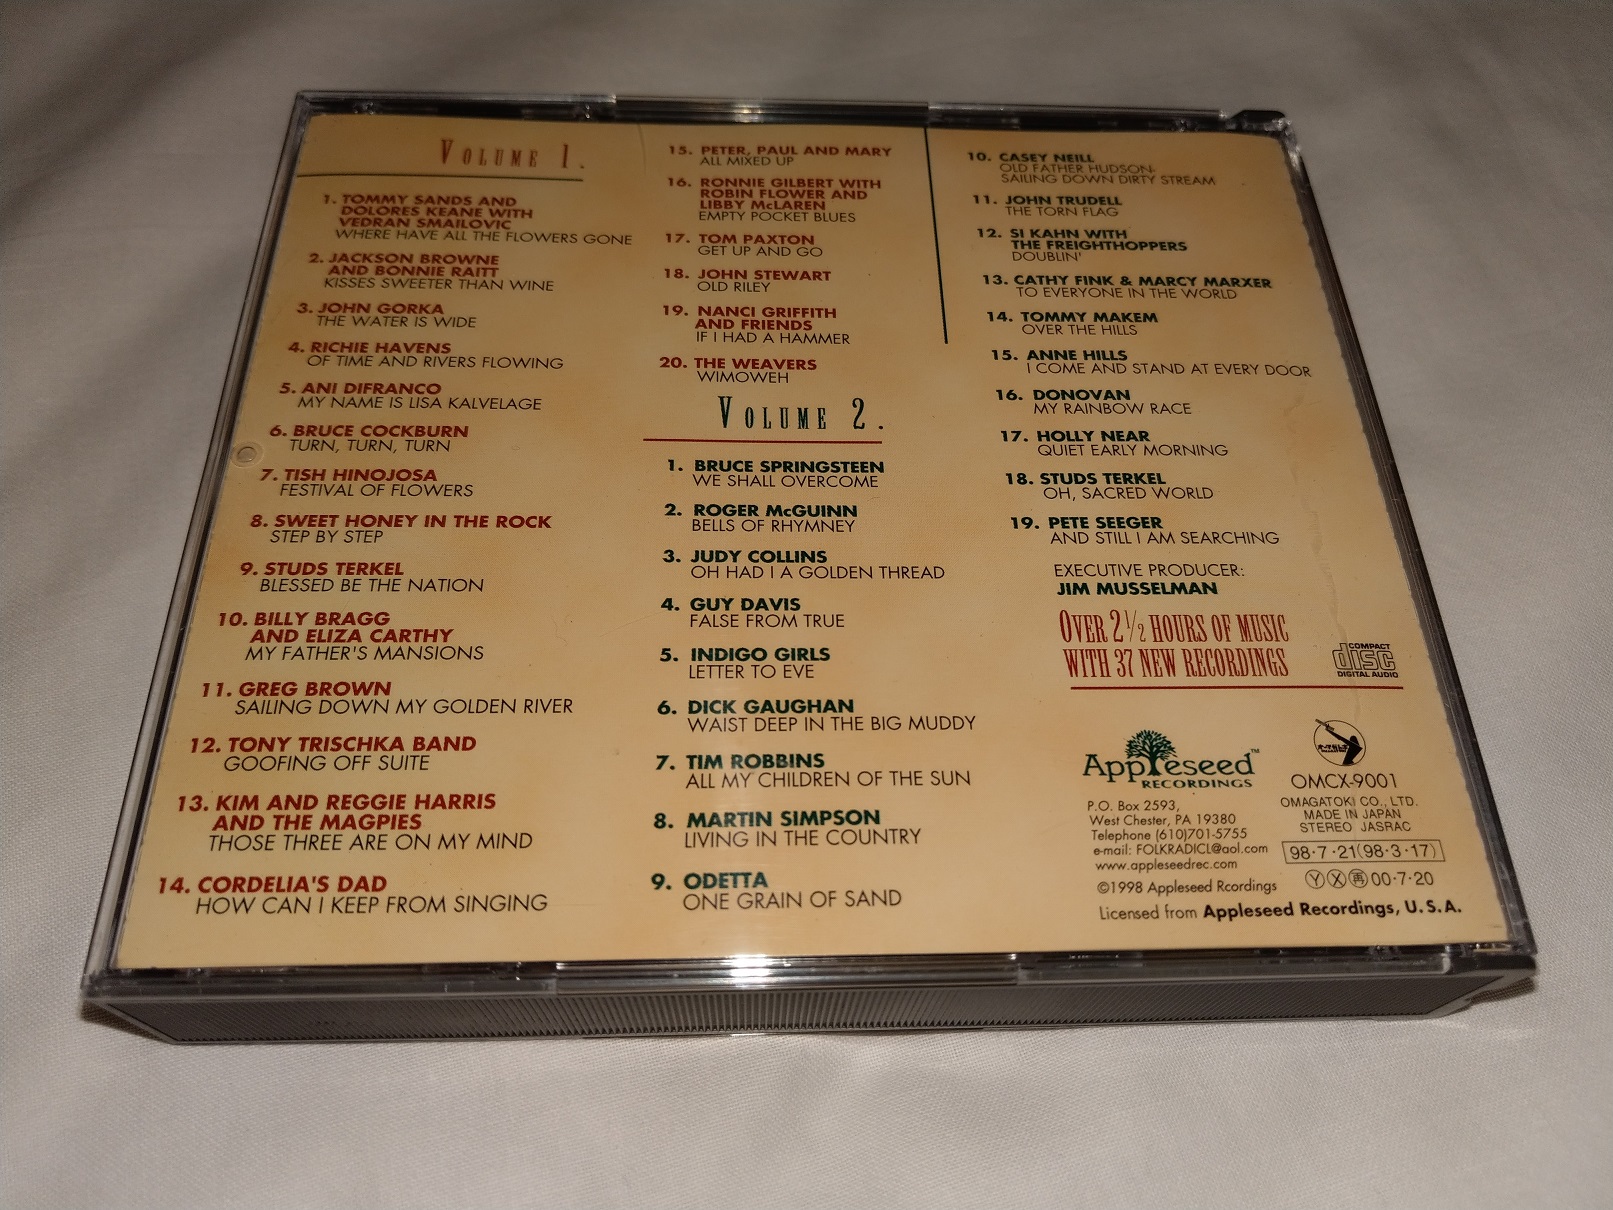 VOLUME 1.
1. TOMMY SANDS AND
DOLORES KEANE WITH
VEDRAN SMAILOVIC
WHERE HAVE ALL THE FLOWERS GONE
2. JACKSON BROWNE
AND BONNIE RAITT
KISSES SWEETER THAN WINE
3. JOHN GORKA
THE WATER IS WIDE
4. RICHIE HAVENS
OF TIME AND RIVERS FLOWING
5. ANI DIFRANCO
MY NAME IS LISA KALVELAGE
6. BRUCE COCKBURN
TURN, TURN, TURN
7. TISH HINOJOSA
FESTIVAL OF FLOWERS
8. SWEET HONEY IN THE ROCK
STEP BY STEP
9. STUDS TERKEL
BLESSED BE THE NATION
10. BILLY BRAGG
AND ELIZA CARTHY
MY FATHER'S MANSIONS
11. GREG BROWN
SAILING DOWN MY GOLDEN RIVER
12. TONY TRISCHKA BAND
GOOFING OFF SUITE
13. KIM AND REGGIE HARRIS
AND THE MAGPIES
THOSE THREE ARE ON MY MIND
14. CORDELIA'S DAD
HOW CAN I KEEP FROM SINGING
15. PETER, PAUL AND MARY
ALL MIXED UP
16. RONNIE GILBERT WITH
ROBIN FLOWER AND
LIBBY McLAREN
EMPTY POCKET BLUES
17. TOM PAXTON
GET UP AND GO
18. JOHN STEWART
OLD RILEY
19. NANCI GRIFFITH
AND FRIENDS
IF I HAD A HAMMER
20. THE WEAVERS
WIMOWEH
VOLUME 2.
1. BRUCE SPRINGSTEEN
WE SHALL OVERCOME
2. ROGER McGUINN
BELLS OF RHYMNEY
3. JUDY COLLINS
OH HAD I A GOLDEN THREAD
4. GUY DAVIS
FALSE FROM TRUE
5. INDIGO GIRLS
LETTER TO EVE
6. DICK GAUGHAN
WAIST DEEP IN THE BIG MUDDY
7. TIM ROBBINS
ALL MY CHILDREN OF THE SUN
8. MARTIN SIMPSON
LIVING IN THE COUNTRY
9. ODETTA
ONE GRAIN OF SAND
10. CASEY NEILL
OLD FATHER HUDSON-
SAILING DOWN DIRTY STREAM
11. JOHN TRUDELL
THE TORN FLAG
12. SI KAHN WITH
THE FREIGHTHOPPERS
DOUBLIN'
13. CATHY FINK & MARCY MARXER
TO EVERYONE IN THE WORLD
14. TOMMY MAKEM
OVER THE HILLS
15. ANNE HILLS
I COME AND STAND AT EVERY DOOR
16. DONOVAN
MY RAINBOW RACE
17. HOLLY NEAR
QUIET EARLY MORNING
18. STUDS TERKEL
OH, SACRED WORLD
19. PETE SEEGER
AND STILL I AM SEARCHING
EXECUTIVE PRODUCER:
JIM MUSSELMAN
OVER 2 1/2 HOURS OF MUSIC
WITH 37 NEW RECORDINGS
COMPACT
disc
DIGITAL AUDIO
Appleseed™
RECORDINGS
P.O. Box 2593,
West Chester, PA 19380
Telephone (610)701-5755
e-mail: FOLKRADICL@aol.com
www.appleseedrec.com
©1998 Appleseed Rcordings
OMCX-9001
OMAGATOKI CO., LTD.
MADE IN JAPAN
STEREO JASRAC
98·7·21(98·3·17)
Ⓨ Ⓧ 再 00·7·20
Licensed from Appleseed Recordings, U.S.A.